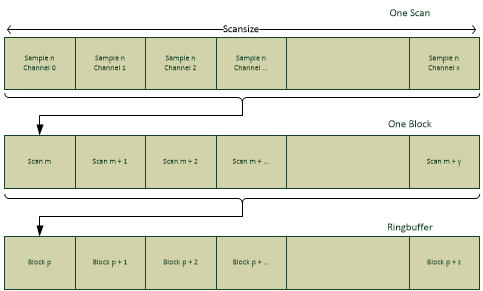 One Scan
Scansize
Sample n
Channel 0
Sample n
Channel 1
Sample n
Channel 2
Sample n
Channel ...
Sample n
Channel x
One Block
Scan m
Scan m + 1
Scan m + 2
Scan m + ...
Scan m + y
Ringbuffer
Block p
Block p + 1
Block p + 2
Block p + ...
Block p + z